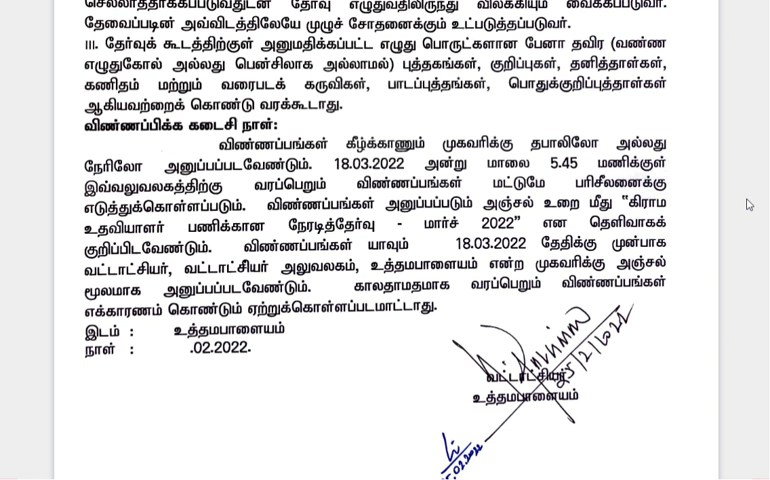 செல்லாததாக்கப்படுவதுடன் தேர்வு எழுதுவதிலிருந்து விலக்கியும் வைக்கப்படுவர்.
தேவைப்படின் அவ்விடத்திலேயே முழுச் சோதனைக்கும் உட்படுத்தப்படுவர்.
III. தேர்வுக் கூடத்திற்குள் அனுமதிக்கப்பட்ட எழுது பொருட்களான பேனா தவிர (வண்ண
எழுதுகோல் அல்லது பென்சிலாக அல்லாமல்) புத்தகங்கள், குறிப்புகள், தனித்தாள்கள்,
கணிதம் மற்றும் வரைபடக் கருவிகள், பாடப்புத்தங்கள், பொதுக்குறிப்புத்தாள்கள்
ஆகியவற்றைக் கொண்டு வரக்கூடாது.
விண்ணப்பிக்க கடைசி நாள்:
விண்ணப்பங்கள் கீழ்க்காணும் முகவரிக்கு தபாலிலோ அல்லது
நேரிலோ அனுப்பப்படவேண்டும். 18.03.2022 அன்று மாலை 5.45 மணிக்குள்
இவ்வலுவலகத்திற்கு வரப்பெறும் விண்ணப்பங்கள் மட்டுமே பரிசீலனைக்கு
எடுத்துக்கொள்ளப்படும். விண்ணப்பங்கள் அனுப்பப்படும் அஞ்சல் உறை மீது "கிராம
உதவியாளர் பணிக்கான நேரடித்தேர்வு - மார்ச் 2022" என தெளிவாகக்
குறிப்பிடவேண்டும். விண்ணப்பங்கள் யாவும் 18.03.2022 தேதிக்கு முன்பாக
வட்டாட்சியர், வட்டாட்சியர் அலுவலகம், உத்தமபாளையம் என்ற முகவரிக்கு அஞ்சல்
மூலமாக அனுப்பப்படவேண்டும். காலதாமதமாக வரப்பெறும் விண்ணப்பங்கள்
எக்காரணம் கொண்டும் ஏற்றுக்கொள்ளப்படமாட்டாது.
இடம் : உத்தமபாளையம்
நாள் : .02.2022.
வட்டாட்சியர்
உத்தமபாளையம்